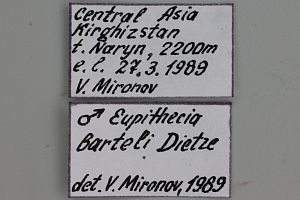 Central Asia
Kirghizstan
t. Naryn, 2200m
e.l. 27.3.1989
V. Mironov
♂ Eupithecia
Barteli Dietze
det. V. Mironov, 1989